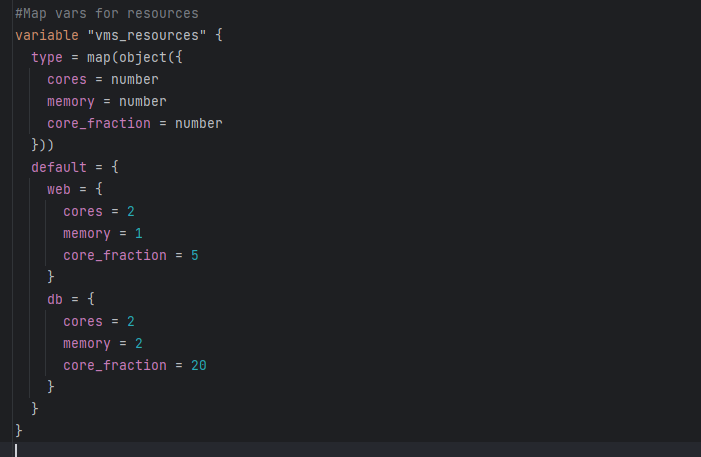 #Map vars for resources
variable "vms_resources" {
  type = map(object({
    cores = number
    memory = number
    core_fraction = number
  }))
  default = {
    web = {
      cores = 2
      memory = 1
      core_fraction = 5
    }
    db = {
      cores = 2
      memory = 2
      core_fraction = 20
    }
  }
}